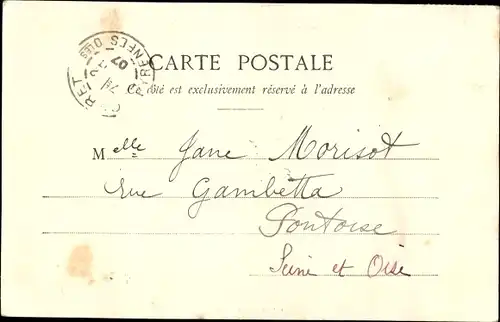 CARTE POSTALE
Ce côté est exclusivement réservé à l'adresse
Melle Jane Morisot
rue Gambetta
Pontoise
Seine et Oise